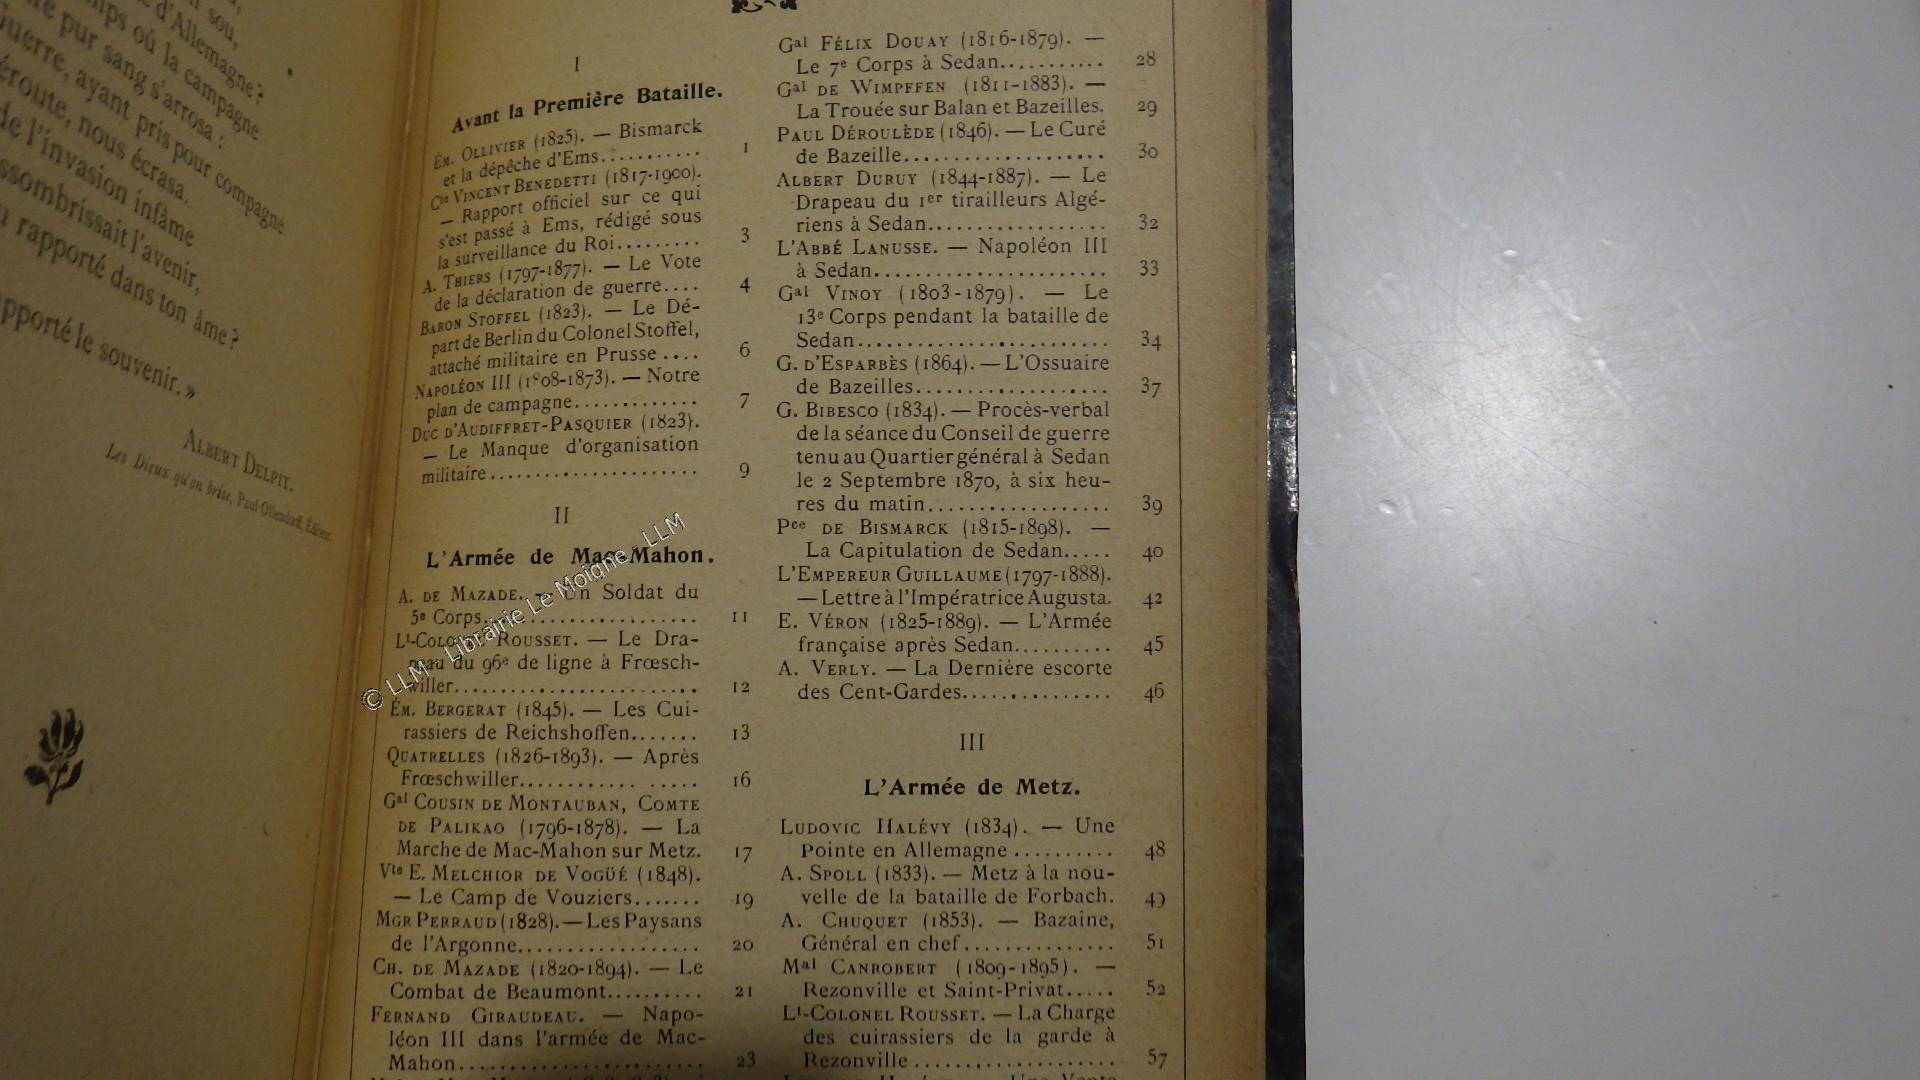 sou,
d'Allemagne?
mps où la campagne
pur sang s'arrosa :
Guerre, ayant pris pour compagne
éroute, nous écrasa.
de l'invasion infâme
ssombrissait l'avenir,
rapporté dans ton âme?
pporté le souvenir. »
ALBERT DELPIT.
Les Dieux qu'on brise, Paul Ollendorff, Éditeur.
I
Avant la Première Bataille.
ÉM. OLLIVIER (1825). — Bismarck
et la dépêche d'Ems........... 1
Cte VINCENT BENEDETTI (1817-1900).
— Rapport officiel sur ce qui
s'est passé à Ems, rédigé sous
la surveillance du Roi......... 3
A. THIERS (1797-1877). — Le Vote
de la déclaration de guerre.... 4
BARON STOFFEL (1823). — Le Dé-
part de Berlin du Colonel Stoffel,
attaché militaire en Prusse .... 6
NAPOLÉON III (1808-1873). — Notre
plan de campagne............. 7
DUC D'AUDIFFRET-PASQUIER (1823).
— Le Manque d'organisation
militaire...................... 9
II
L'Armée de Mac-Mahon.
A. DE MAZADE. — Un Soldat du
5e Corps...................... 11
Lt-COLONEL ROUSSET. — Le Dra-
peau du 96e de ligne à Frœsch-
willer......................... 12
ÉM. BERGERAT (1845). — Les Cui-
rassiers de Reichshoffen....... 13
QUATRELLES (1826-1893). — Après
Frœschwiller........... ..... 16
Gal COUSIN DE MONTAUBAN, COMTE
DE PALIKAO (1796-1878). — La
Marche de Mac-Mahon sur Metz. 17
Vte E. MELCHIOR DE VOGÜÉ (1848).
— Le Camp de Vouziers....... 19
MGR PERRAUD (1828). — Les Paysans
de l'Argonne................. 20
CH. DE MAZADE (1820-1894). — Le
Combat de Beaumont.......... 21
FERNAND GIRAUDEAU. — Napo-
léon III dans l'armée de Mac-
Mahon........................ 23
Gal FÉLIX DOUAY (1816-1879). —
Le 7e Corps à Sedan........... 28
Gal DE WIMPFFEN (1811-1883). —
La Trouée sur Balan et Bazeilles. 29
PAUL DÉROULÈDE (1846). — Le Curé
de Bazeille.................... 30
ALBERT DURUY (1844-1887). — Le
Drapeau du 1er tirailleurs Algé-
riens à Sedan.................. 32
L'ABBÉ LANUSSE. — Napoléon III
à Sedan....................... 33
Gal VINOY (1803-1879). — Le
13e Corps pendant la bataille de
Sedan......................... 34
G. D'ESPARBÈS (1864). — L'Ossuaire
de Bazeilles................... 37
G. BIBESCO (1834). — Procès-verbal
de la séance du Conseil de guerre
tenu au Quartier général à Sedan
le 2 Septembre 1870, à six heu-
res du matin.................. 39
Pce DE BISMARCK (1815-1898). —
La Capitulation de Sedan..... 40
L'EMPEREUR GUILLAUME (1797-1888).
— Lettre à l'Impératrice Augusta. 42
E. VÉRON (1825-1889). — L'Armée
française après Sedan.......... 45
A. VERLY. — La Dernière escorte
des Cent-Gardes............... 46
III
L'Armée de Metz.
LUDOVIC HALÉVY (1834). — Une
Pointe en Allemagne .......... 48
A. SPOLL (1833). — Metz à la nou-
velle de la bataille de Forbach. 49
A. CHUQUET (1853). — Bazaine,
Général en chef............... 51
Mal CANROBERT (1809-1895). —
Rezonville et Saint-Privat..... 52
Lt-COLONEL ROUSSET. — La Charge
des cuirassiers de la garde à
Rezonville .................... 57
© LLM - Librairie Le Moigne - LLM